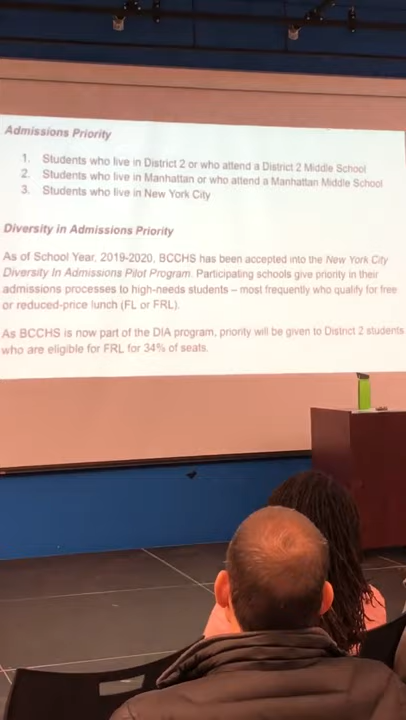 Admissions Priority
1. Students who live in District 2 or who attend a District 2 Middle School
2. Students who live in Manhattan or who attend a Manhattan Middle School
3. Students who live in New York City
Diversity in Admissions Priority
As of School Year, 2019-2020, BCCHS has been accepted into the New York City
Diversity In Admissions Pilot Program. Participating schools give priority in their
admissions processes to high-needs students – most frequently who qualify for free
or reduced-price lunch (FL or FRL).
As BCCHS is now part of the DIA program, priority will be given to District 2 students
who are eligible for FRL for 34% of seats.